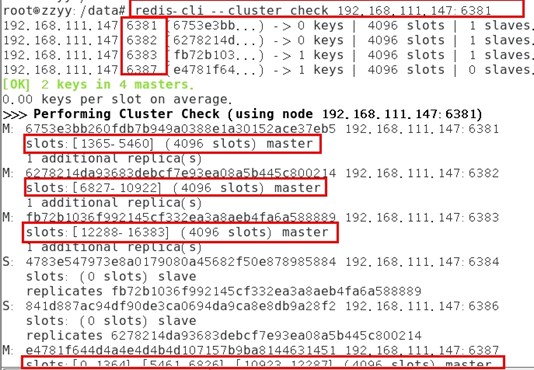 root@zzyy:/data# redis-cli --cluster check 192.168.111.147:6381
192.168.111.147:6381 (6753e3bb...) -> 0 keys | 4096 slots | 1 slaves.
192.168.111.147:6382 (6278214d...) -> 0 keys | 4096 slots | 1 slaves.
192.168.111.147:6383 (fb72b103...) -> 1 keys | 4096 slots | 1 slaves.
192.168.111.147:6387 (e4781f64...) -> 1 keys | 4096 slots | 0 slaves.
[OK] 2 keys in 4 masters.
0.00 keys per slot on average.
>>> Performing Cluster Check (using node 192.168.111.147:6381)
M: 6753e3bb260fdb7b949a0388e1a30152ace37eb5 192.168.111.147:6381
slots:[1365-5460] (4096 slots) master
1 additional replica(s)
M: 6278214da93683debcf7e93ea08a5b445c800214 192.168.111.147:6382
slots:[6827-10922] (4096 slots) master
1 additional replica(s)
M: fb72b1036f992145cf332ea3a8aeb4fa6a588889 192.168.111.147:6383
slots:[12288-16383] (4096 slots) master
1 additional replica(s)
S: 4783e547973e8a0179080a45682f50e878985884 192.168.111.147:6384
slots: (0 slots) slave
replicates fb72b1036f992145cf332ea3a8aeb4fa6a588889
S: 841d887ac94df90de3ca0694da9ca8e8db9a28f2 192.168.111.147:6386
slots: (0 slots) slave
replicates 6278214da93683debcf7e93ea08a5b445c800214
M: e4781f644d4a4ed4d4b4d107157b9ba8144631451 192.168.111.147:6387
slots:[0-1364],[5461-6826],[10923-12287] (4096 slots) master